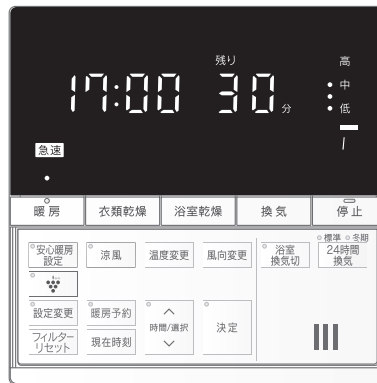 残り
高
17:00 30分
中
低
急速
暖房 衣類乾燥 浴室乾燥 換気 停止
標準 冬期
安心暖房
設定
涼風 温度変更 風向変更
浴室
換気切
24時間
換気
設定変更 暖房予約
時間/選択
決定
フィルター
リセット
現在時刻